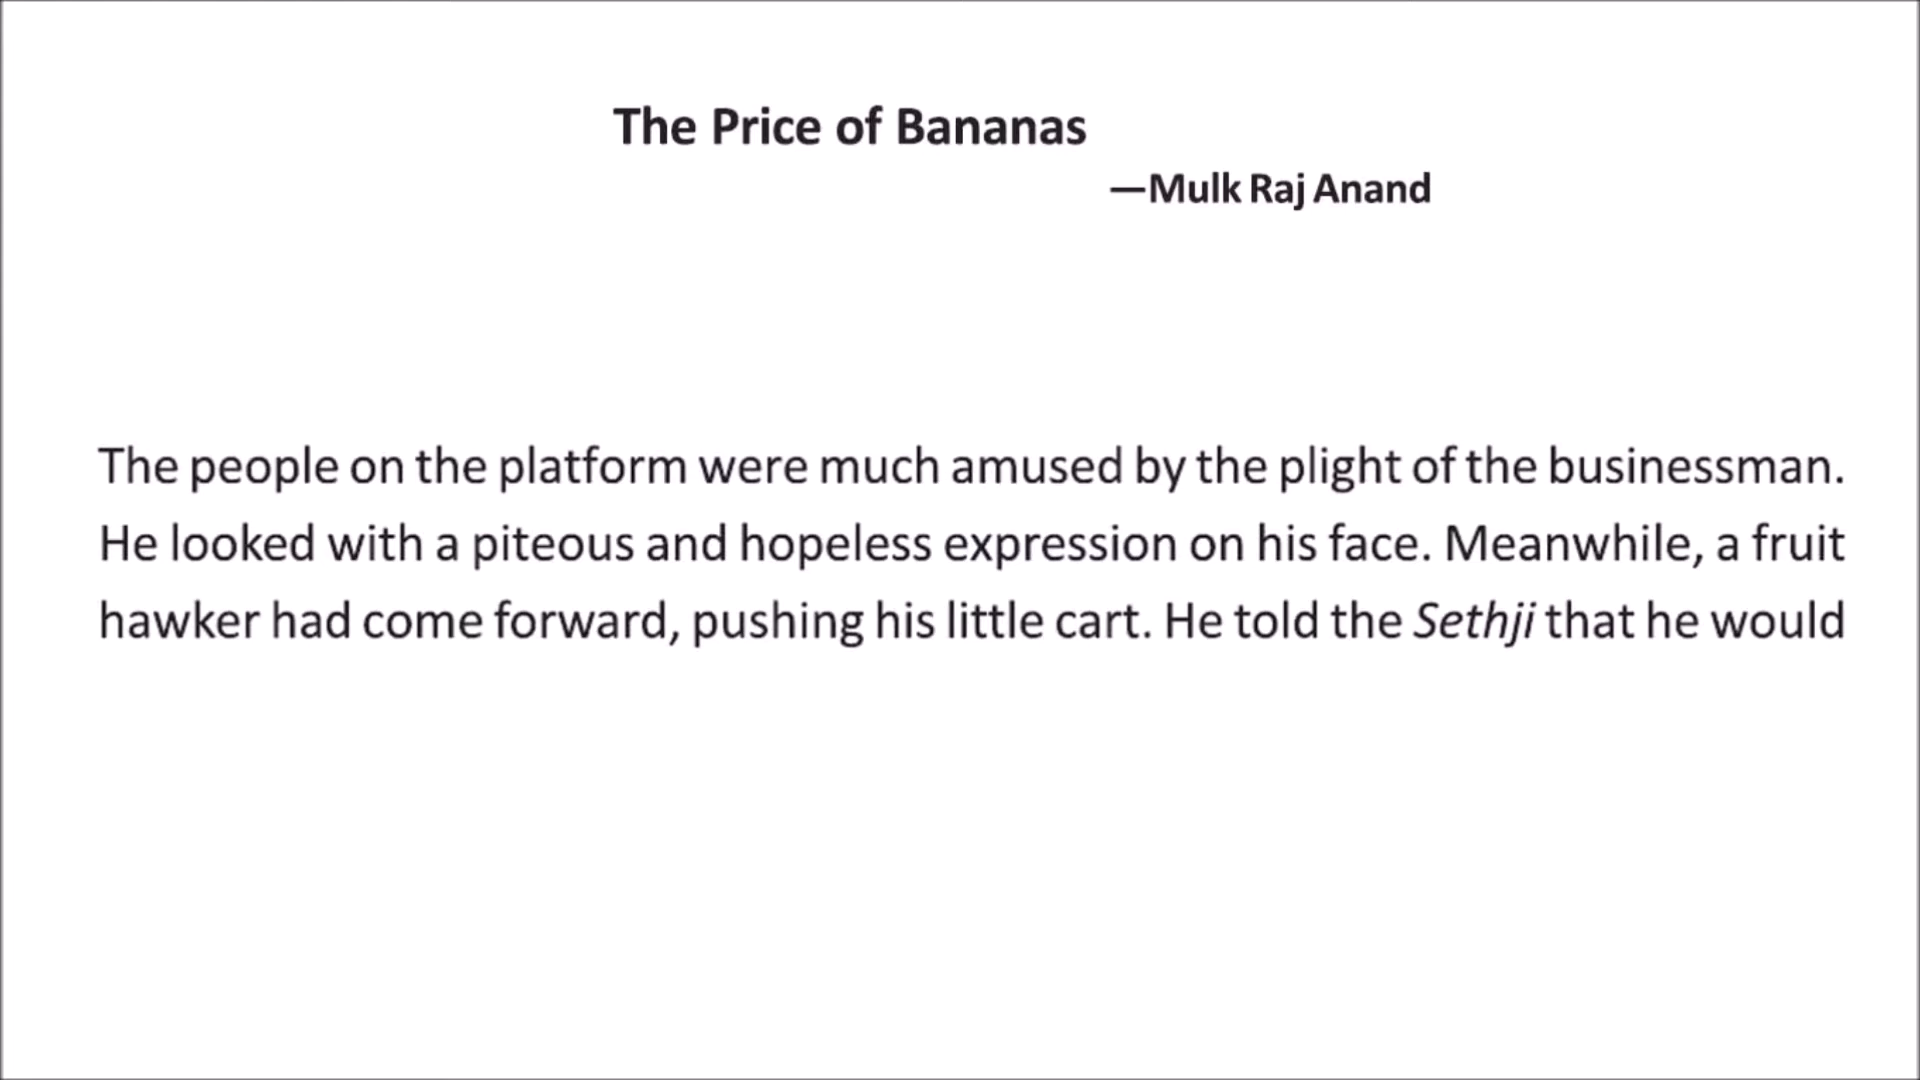 The Price of Bananas
—Mulk Raj Anand
The people on the platform were much amused by the plight of the businessman.
He looked with a piteous and hopeless expression on his face. Meanwhile, a fruit
hawker had come forward, pushing his little cart. He told the Sethji that he would